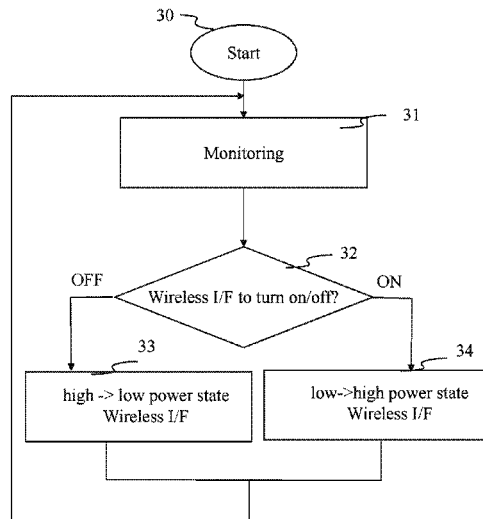 30
Start
31
Monitoring
32
OFF
ON
Wireless I/F to turn on/off?
33
34
high -> low power state
Wireless I/F
low->high power state
Wireless I/F